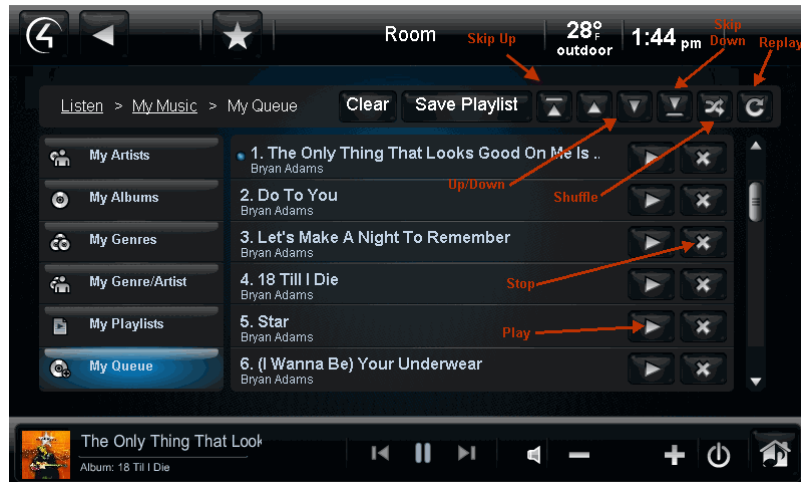 Room
28°F
outdoor
1:44 pm
Skip Up
Skip
Down
Replay
Listen > My Music > My Queue
Clear
Save Playlist
My Artists
My Albums
My Genres
My Genre/Artist
My Playlists
My Queue
1. The Only Thing That Looks Good On Me Is ..
Bryan Adams
Up/Down
Shuffle
2. Do To You
Bryan Adams
3. Let's Make A Night To Remember
Bryan Adams
Stop
4. 18 Till I Die
Bryan Adams
Play
5. Star
Bryan Adams
6. (I Wanna Be) Your Underwear
Bryan Adams
The Only Thing That Look
Album: 18 Til I Die